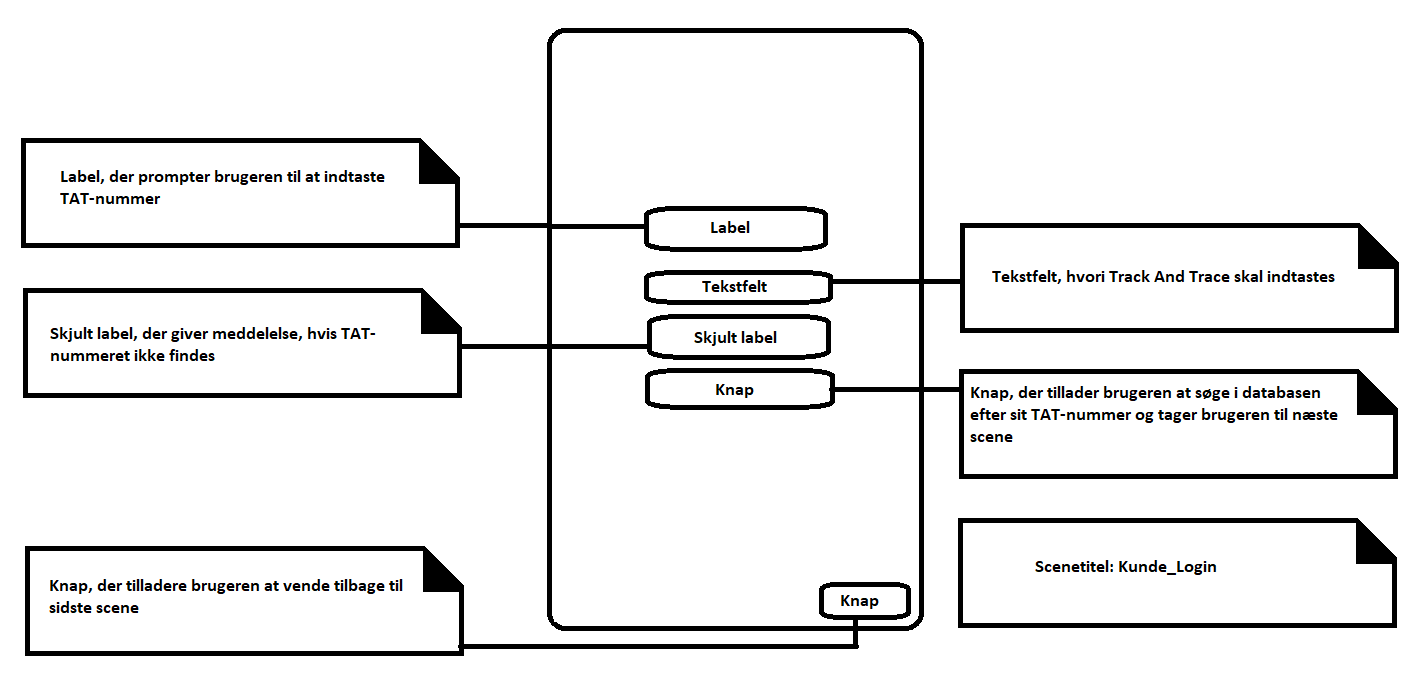 Label, der prompter brugeren til at indtaste
TAT-nummer
Label
Tekstfelt, hvori Track And Trace skal indtastes
Tekstfelt
Skjult label, der giver meddelelse, hvis TAT-
nummeret ikke findes
Skjult label
Knap
Knap, der tillader brugeren at søge i databasen
efter sit TAT-nummer og tager brugeren til næste
scene
Scenetitel: Kunde_Login
Knap, der tilladere brugeren at vende tilbage til
sidste scene
Knap